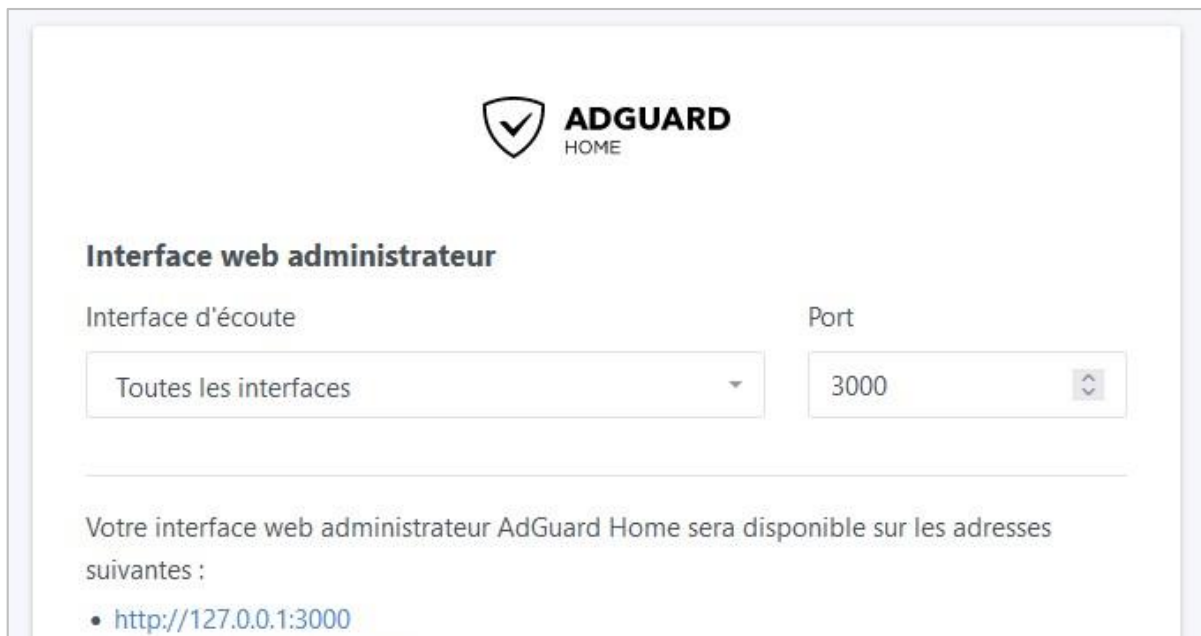 ADGUARD
HOME
Interface web administrateur
Interface d'écoute
Port
Toutes les interfaces
3000
Votre interface web administrateur AdGuard Home sera disponible sur les adresses
suivantes :
• http://127.0.0.1:3000